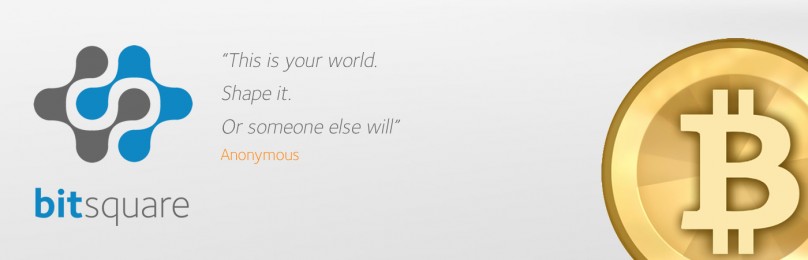 “This is your world.
Shape it.
Or someone else will”
Anonymous
bitsquare